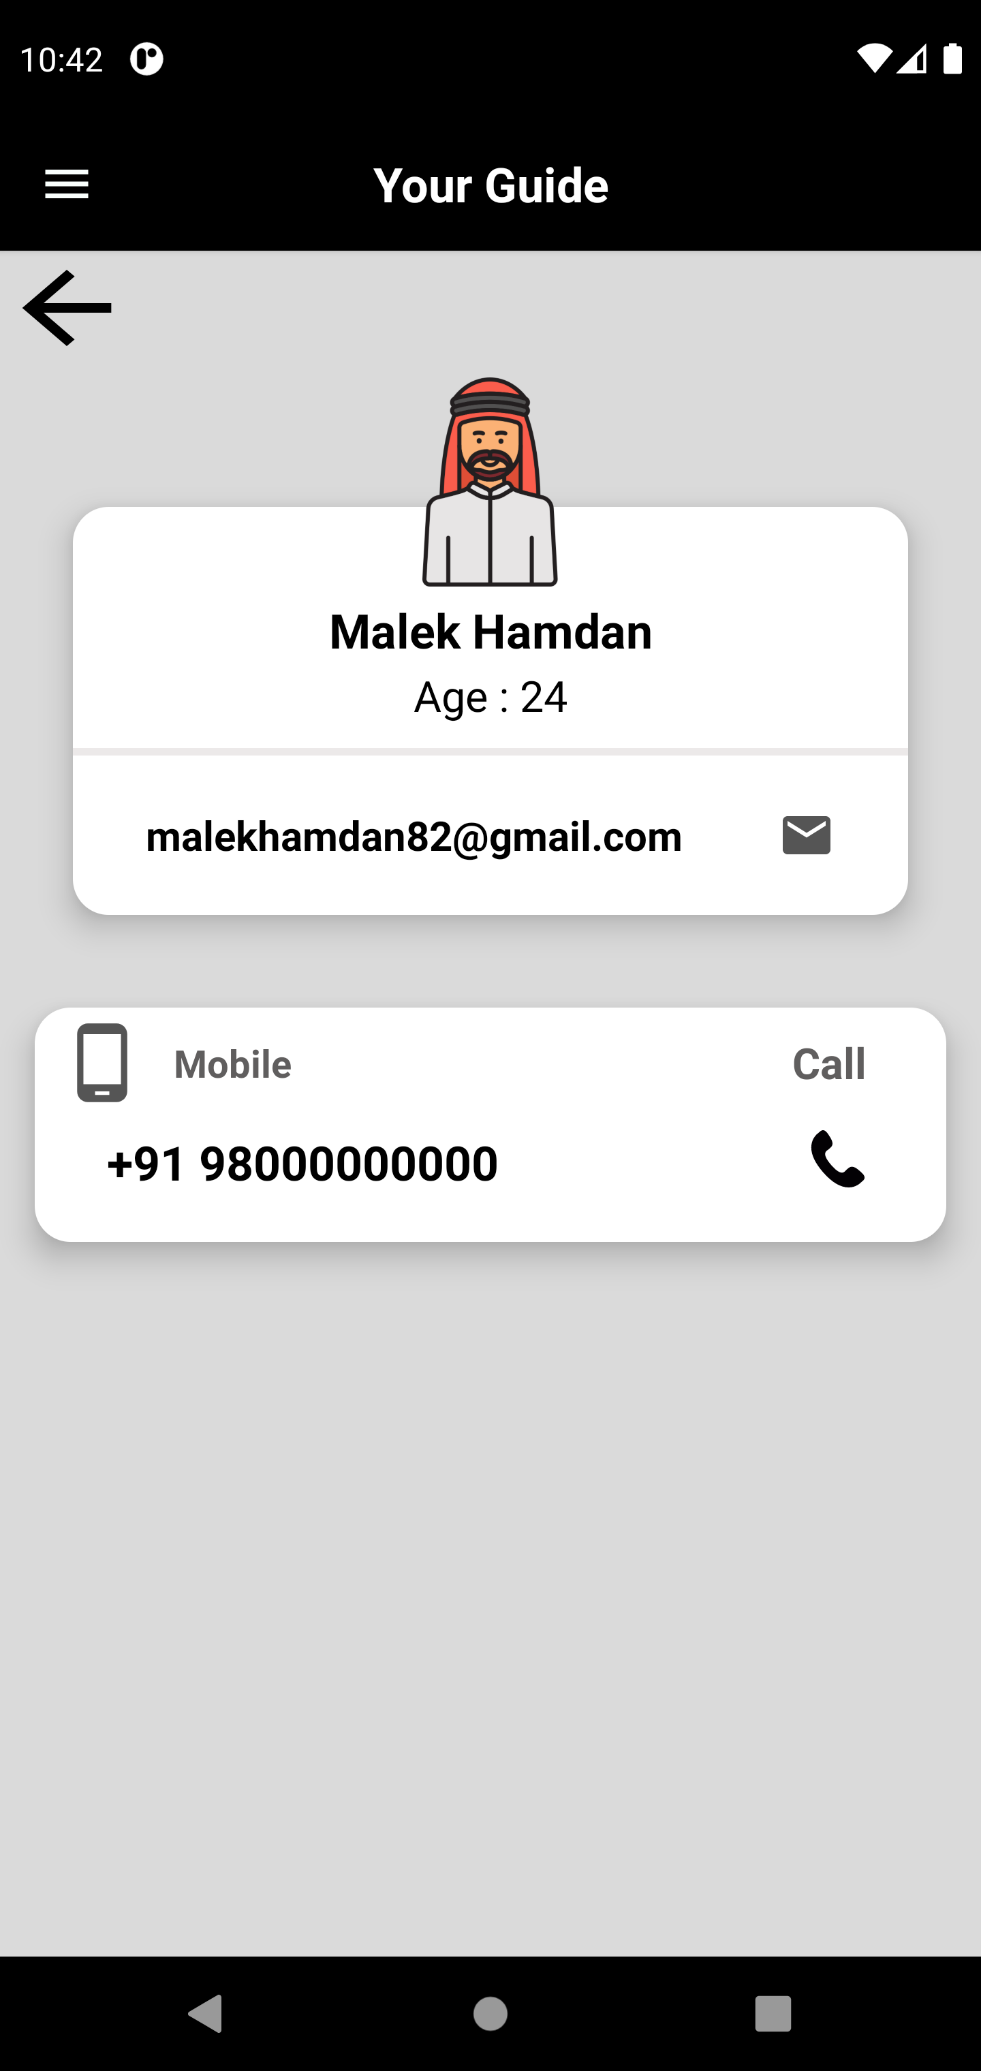 10:42
Your Guide
Malek Hamdan
Age : 24
malekhamdan82@gmail.com
Mobile
Call
+91 98000000000